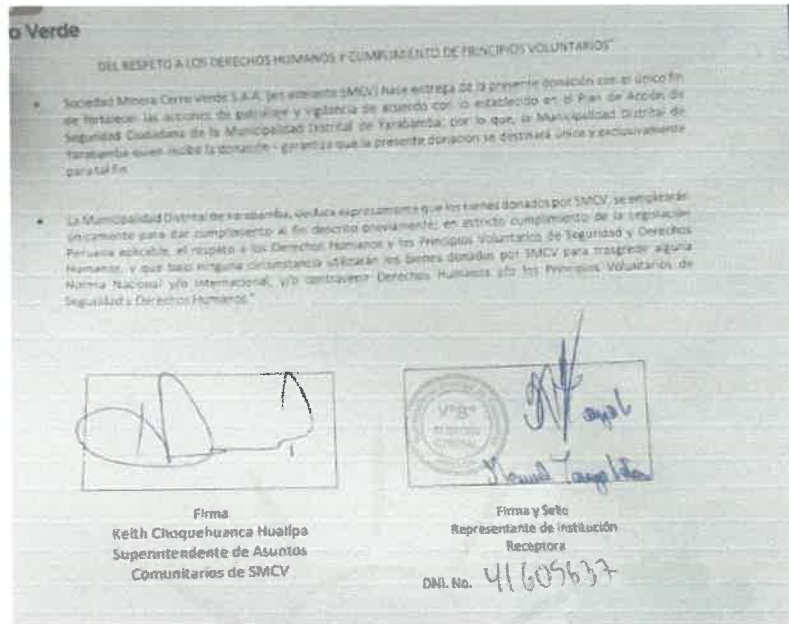 o Verde
DEL RESPETO A LOS DERECHOS HUMANOS Y CUMPLIMIENTO DE PRINCIPIOS VOLUNTARIOS"
• Sociedad Minera Cerro Verde S.A.A. (en adelante SMCV) hace entrega de la presente donación con el único fin
de fortalecer las acciones de patrullaje y vigilancia de acuerdo con lo establecido en el Plan de Acción de
Seguridad Ciudadana de la Municipalidad Distrital de Yarabamba; por lo que, la Municipalidad Distrital de
Yarabamba quien recibe la donación - garantiza que la presente donación se destinará única y exclusivamente
para tal fin
• La Municipalidad Distrital de Yarabamba, declara expresamente que los bienes donados por SMCV, se emplearán
únicamente para dar cumplimiento al fin descrito previamente; en estricto cumplimiento de la Legislación
Peruana aplicable, el respeto a los Derechos Humanos y los Principios Voluntarios de Seguridad y Derechos
Humanos, y que bajo ninguna circunstancia utilizarán los bienes donados por SMCV para trasgredir alguna
Norma Nacional y/o Internacional, y/o contravenir Derechos Humanos y/o los Principios Voluntarios de
Seguridad y Derechos Humanos."
V°B°
Manuel
Firma
Keith Choquehuanca Huallpa
Superintendente de Asuntos
Comunitarios de SMCV
Firma y Sello
Representante de Institución
Receptora
DNI. No. 41605637